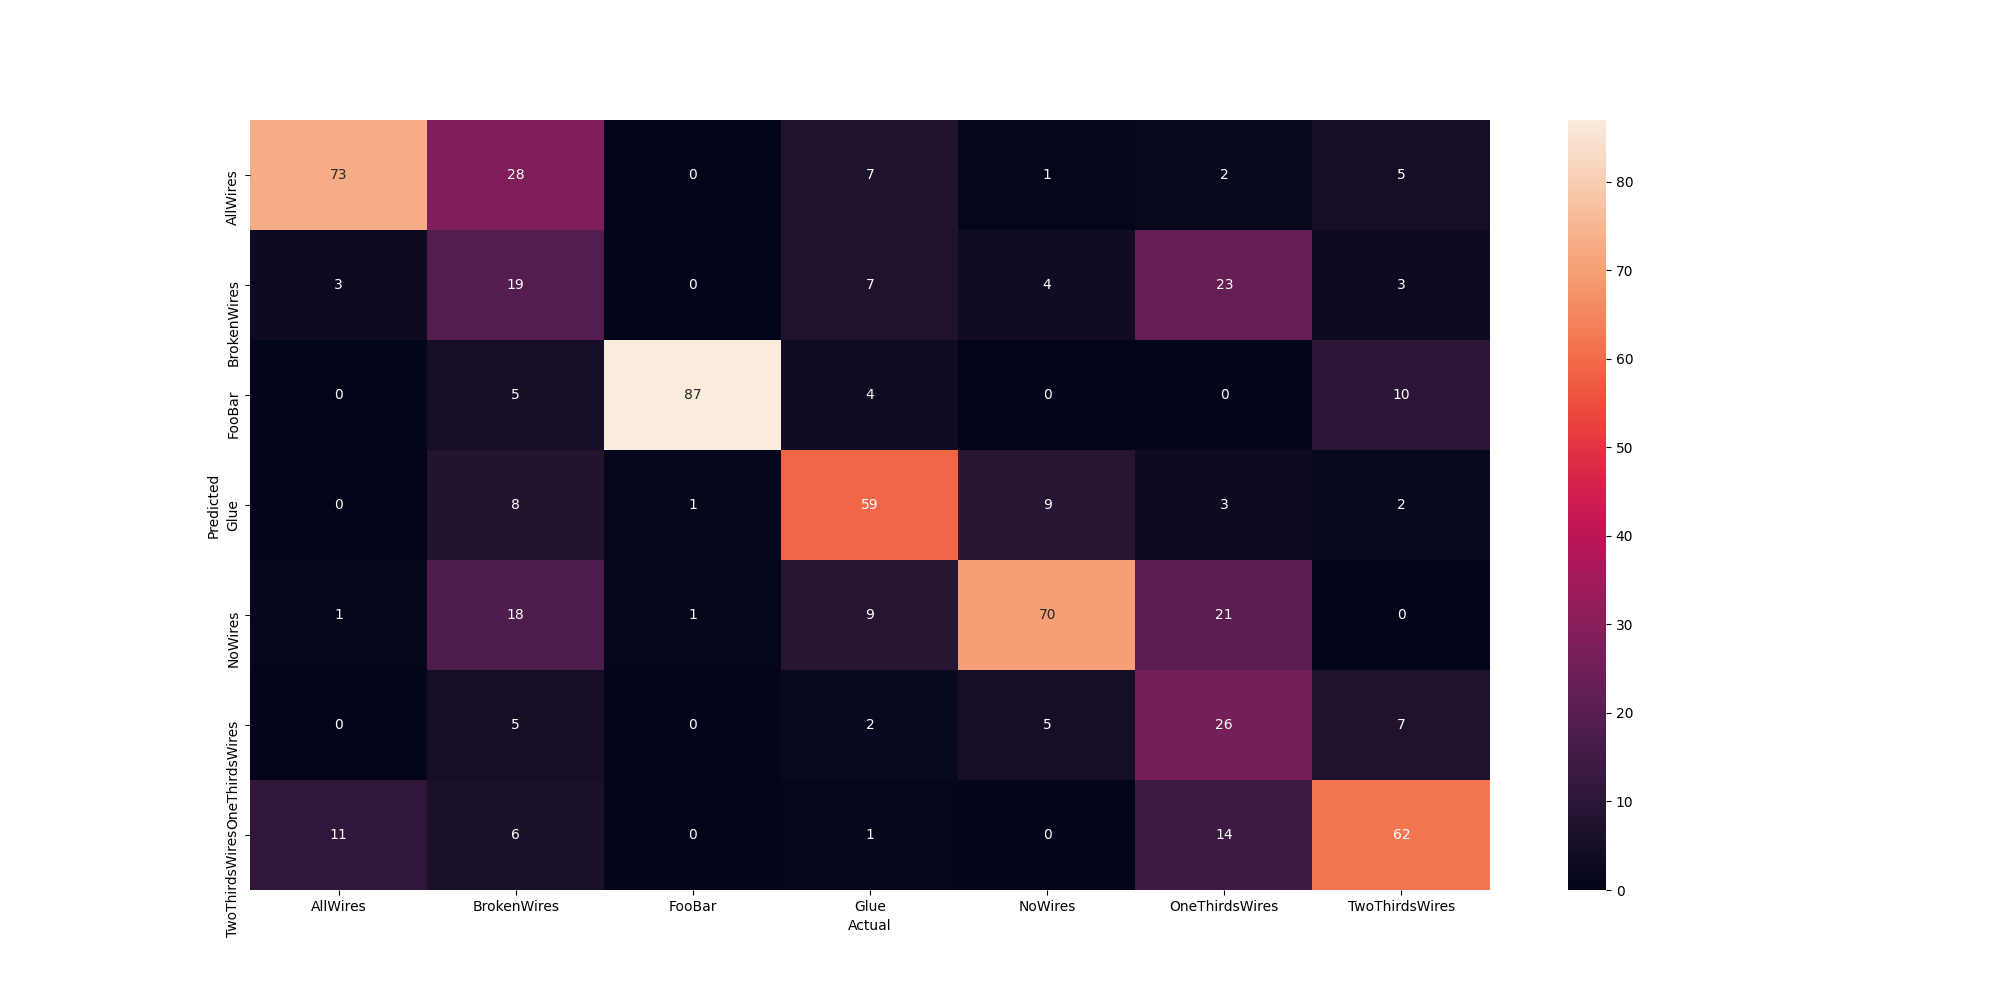 AllWires 73 28 0 7 1 2 5
BrokenWires 3 19 0 7 4 23 3
FooBar 0 5 87 4 0 0 10
Glue 0 8 1 59 9 3 2
NoWires 1 18 1 9 70 21 0
OneThirdsWires 0 5 0 2 5 26 7
TwoThirdsWires 11 6 0 1 0 14 62
Predicted
AllWires BrokenWires FooBar Glue NoWires OneThirdsWires TwoThirdsWires
Actual
80
70
60
50
40
30
20
10
0